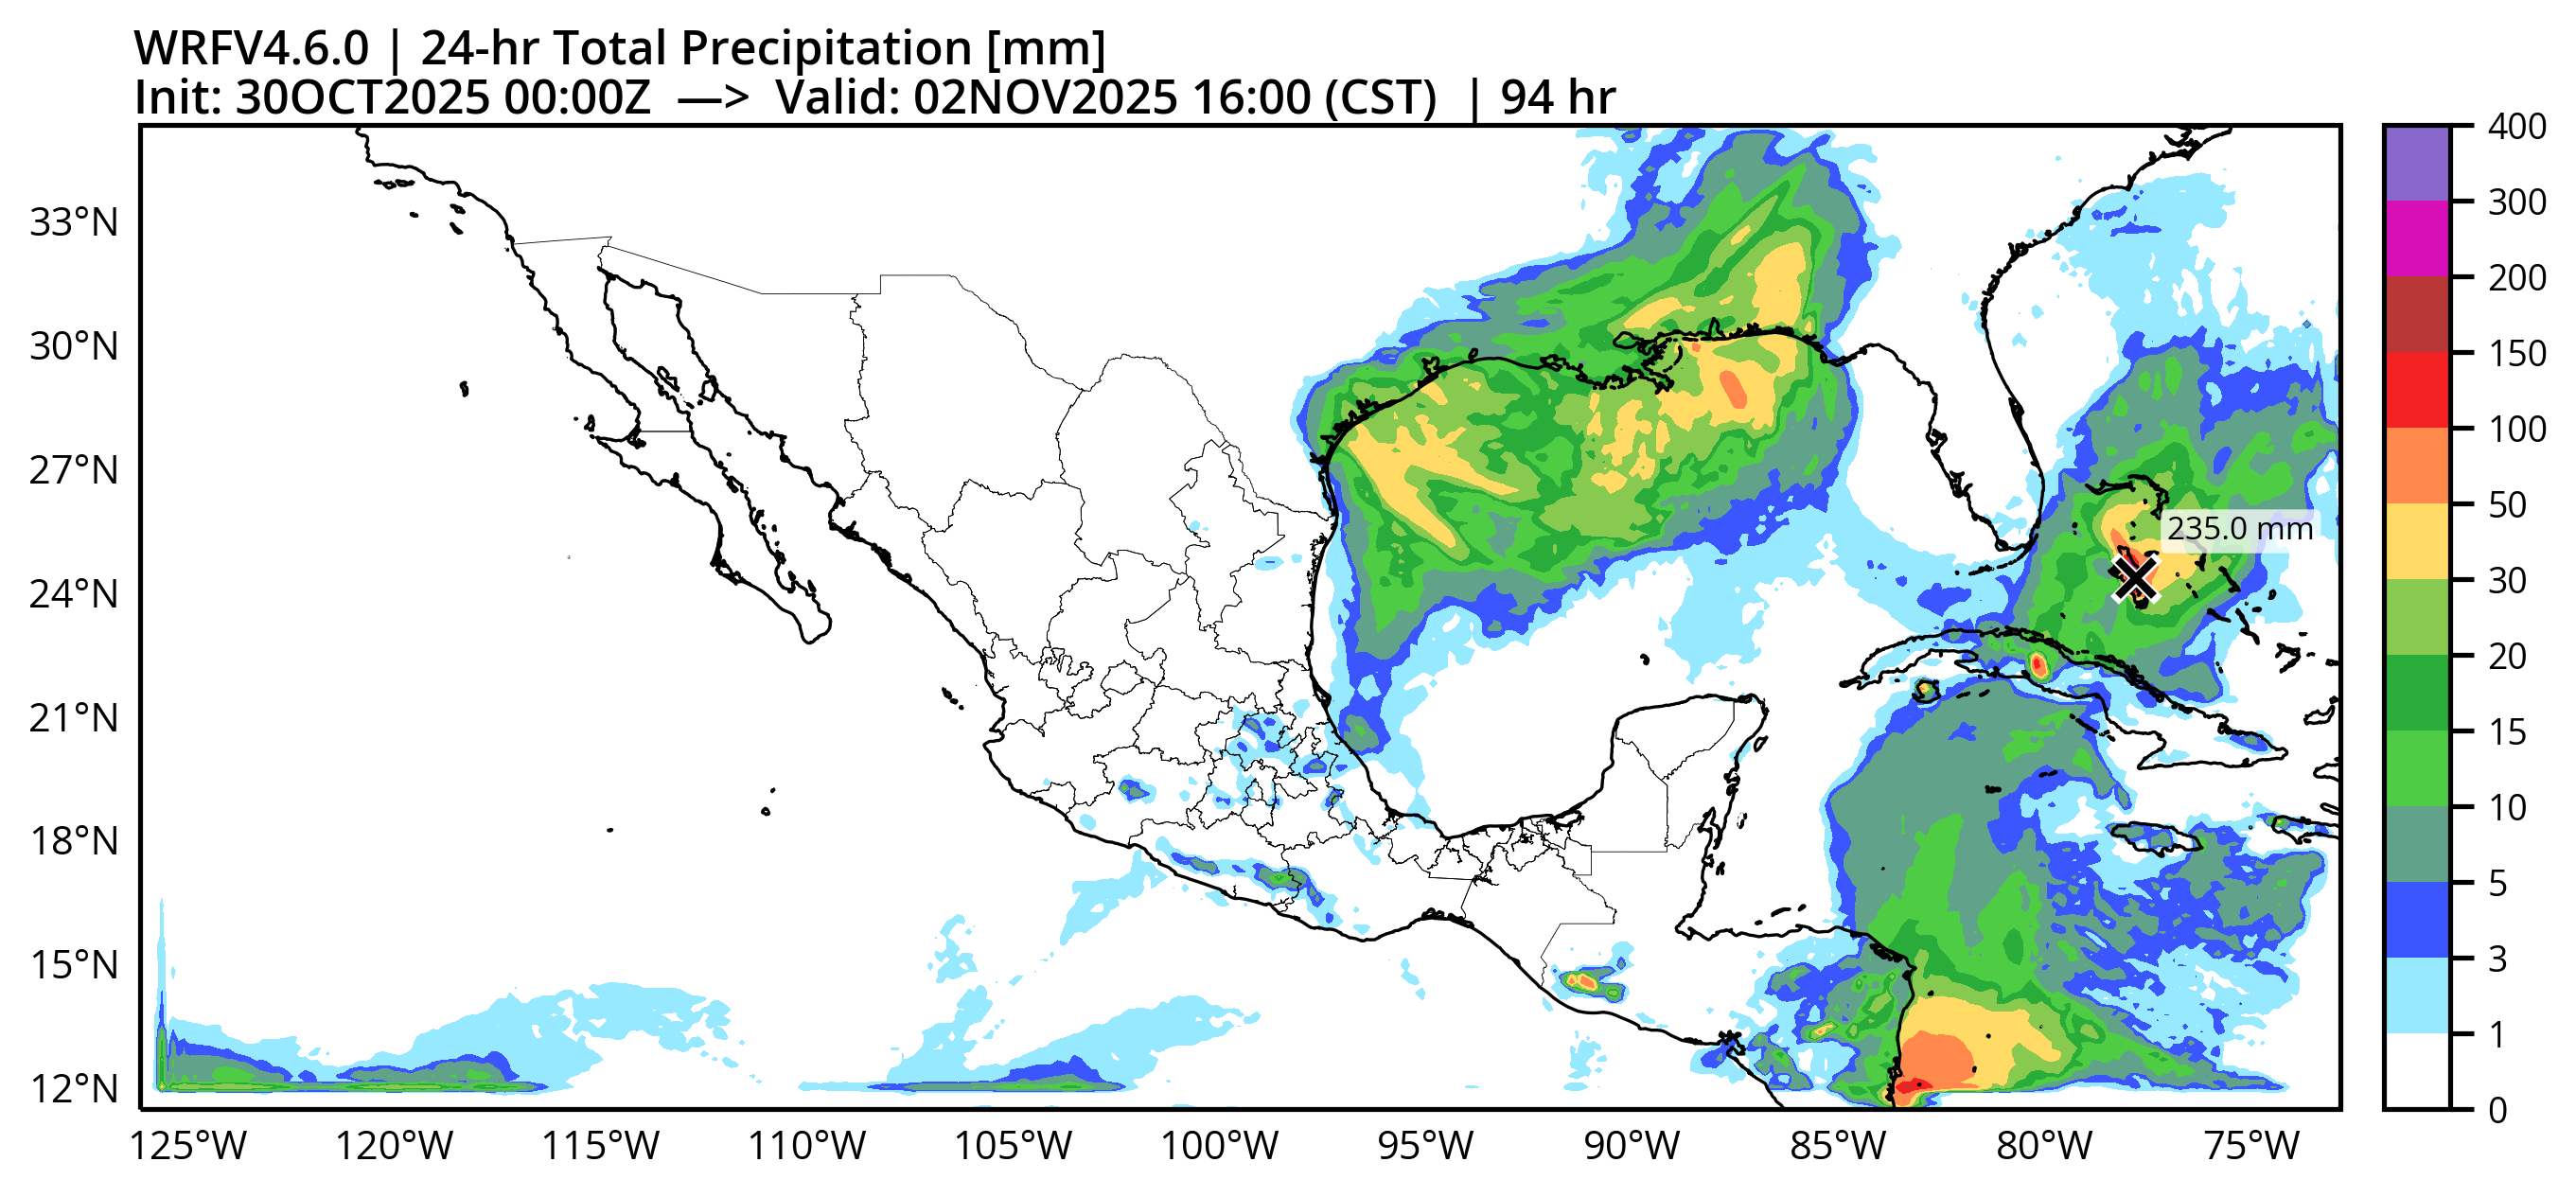 WRFV4.6.0 | 24-hr Total Precipitation [mm]
Init: 30OCT2025 00:00Z —> Valid: 02NOV2025 16:00 (CST) | 94 hr
33°N
30°N
27°N
24°N
21°N
18°N
15°N
12°N
235.0 mm
125°W 120°W 115°W 110°W 105°W 100°W 95°W 90°W 85°W 80°W 75°W
400
300
200
150
100
50
30
20
15
10
5
3
1
0